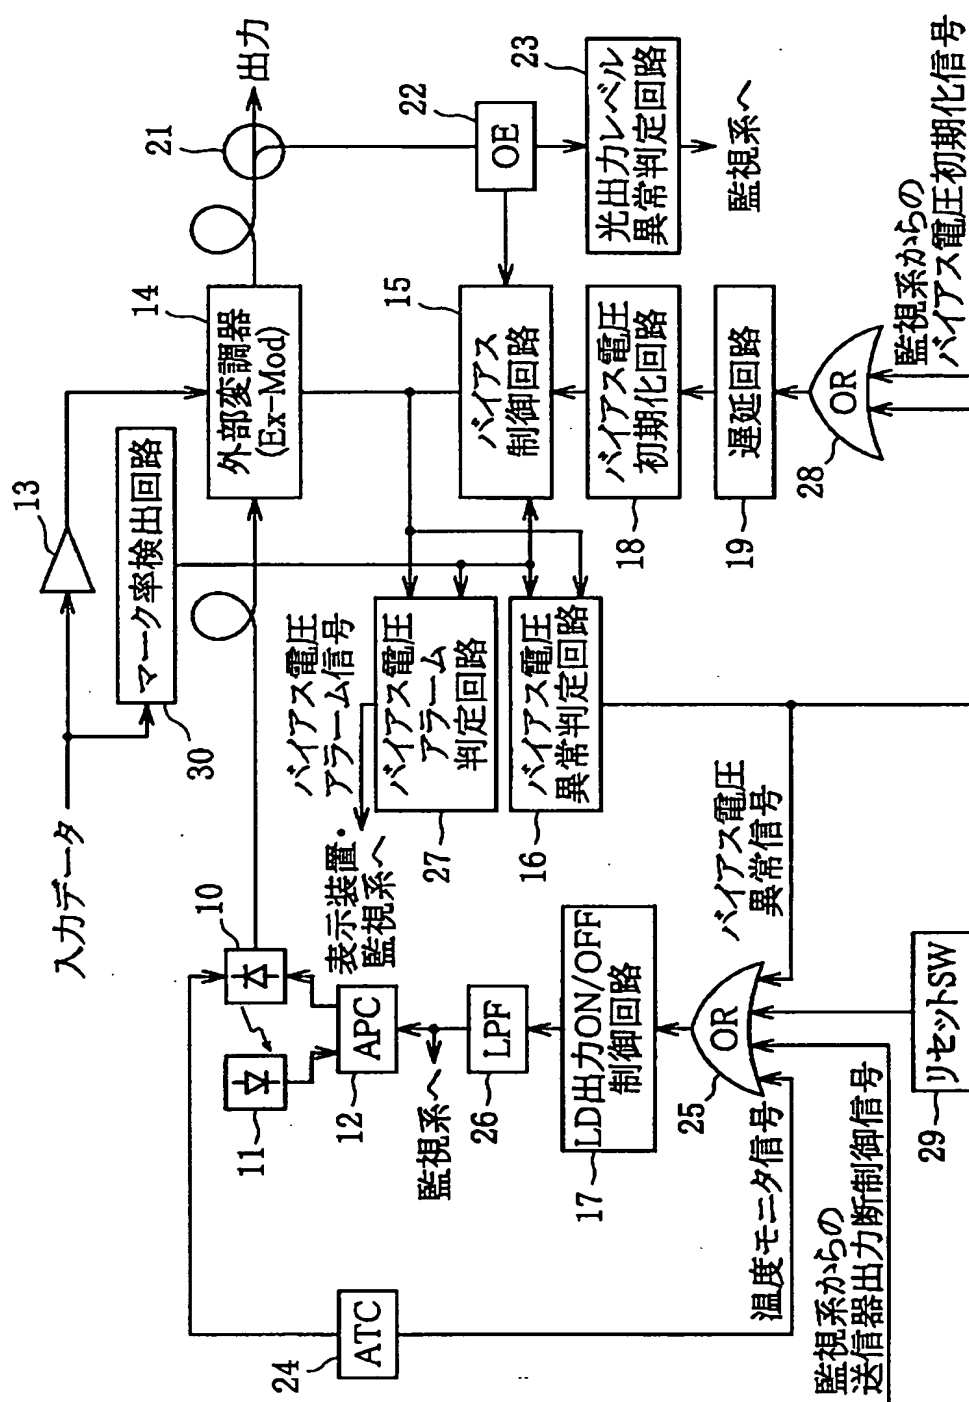 入力データ
13
マーク率検出回路
30
10
11
APC
12
監視系へ
LPF
26
LD出力ON/OFF
制御回路
17
OR
25
ATC
24
温度モニタ信号
監視系からの
送信器出力断制御信号
リセットSW
29
バイアス電圧
異常信号
表示装置・
監視系へ
バイアス電圧
アラーム信号
バイアス電圧
アラーム
判定回路
27
バイアス電圧
異常判定回路
16
外部変調器
(Ex-Mod)
14
バイアス
制御回路
15
バイアス電圧
初期化回路
18
遅延回路
19
OR
28
監視系からの
バイアス電圧初期化信号
21
出力
OE
22
光出力レベル
異常判定回路
23
監視系へ